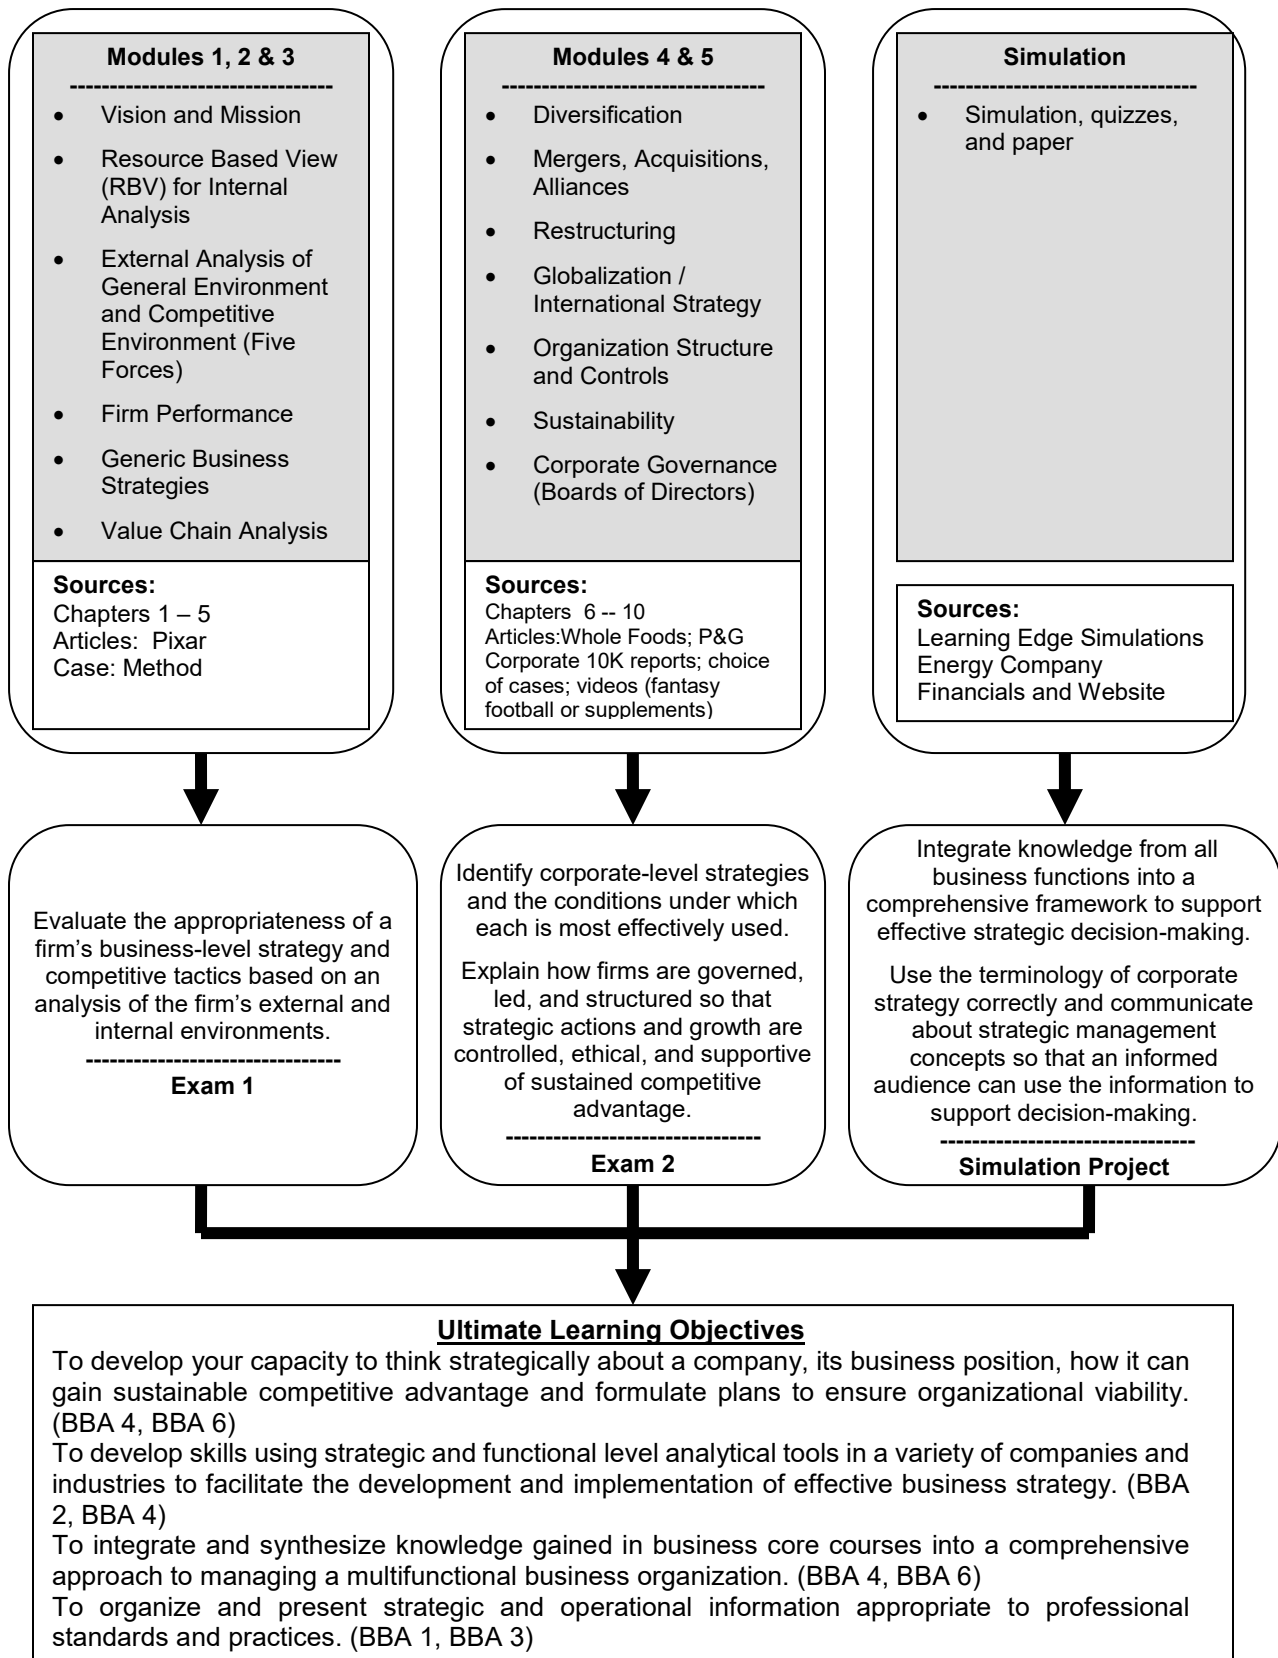 Modules 1, 2 & 3
---------------------------------
• Vision and Mission
• Resource Based View
(RBV) for Internal
Analysis
• External Analysis of
General Environment
and Competitive
Environment (Five
Forces)
• Firm Performance
• Generic Business
Strategies
• Value Chain Analysis
Sources:
Chapters 1 – 5
Articles: Pixar
Case: Method
Modules 4 & 5
---------------------------------
• Diversification
• Mergers, Acquisitions,
Alliances
• Restructuring
• Globalization /
International Strategy
• Organization Structure
and Controls
• Sustainability
• Corporate Governance
(Boards of Directors)
Sources:
Chapters 6 -- 10
Articles:Whole Foods; P&G
Corporate 10K reports; choice
of cases; videos (fantasy
football or supplements)
Simulation
---------------------------------
• Simulation, quizzes,
and paper
Sources:
Learning Edge Simulations
Energy Company
Financials and Website
Evaluate the appropriateness of a
firm’s business-level strategy and
competitive tactics based on an
analysis of the firm’s external and
internal environments.
--------------------------------
Exam 1
Identify corporate-level strategies
and the conditions under which
each is most effectively used.
Explain how firms are governed,
led, and structured so that
strategic actions and growth are
controlled, ethical, and supportive
of sustained competitive
advantage.
--------------------------------
Exam 2
Integrate knowledge from all
business functions into a
comprehensive framework to support
effective strategic decision-making.
Use the terminology of corporate
strategy correctly and communicate
about strategic management
concepts so that an informed
audience can use the information to
support decision-making.
--------------------------------
Simulation Project
Ultimate Learning Objectives
To develop your capacity to think strategically about a company, its business position, how it can
gain sustainable competitive advantage and formulate plans to ensure organizational viability.
(BBA 4, BBA 6)
To develop skills using strategic and functional level analytical tools in a variety of companies and
industries to facilitate the development and implementation of effective business strategy. (BBA
2, BBA 4)
To integrate and synthesize knowledge gained in business core courses into a comprehensive
approach to managing a multifunctional business organization. (BBA 4, BBA 6)
To organize and present strategic and operational information appropriate to professional
standards and practices. (BBA 1, BBA 3)